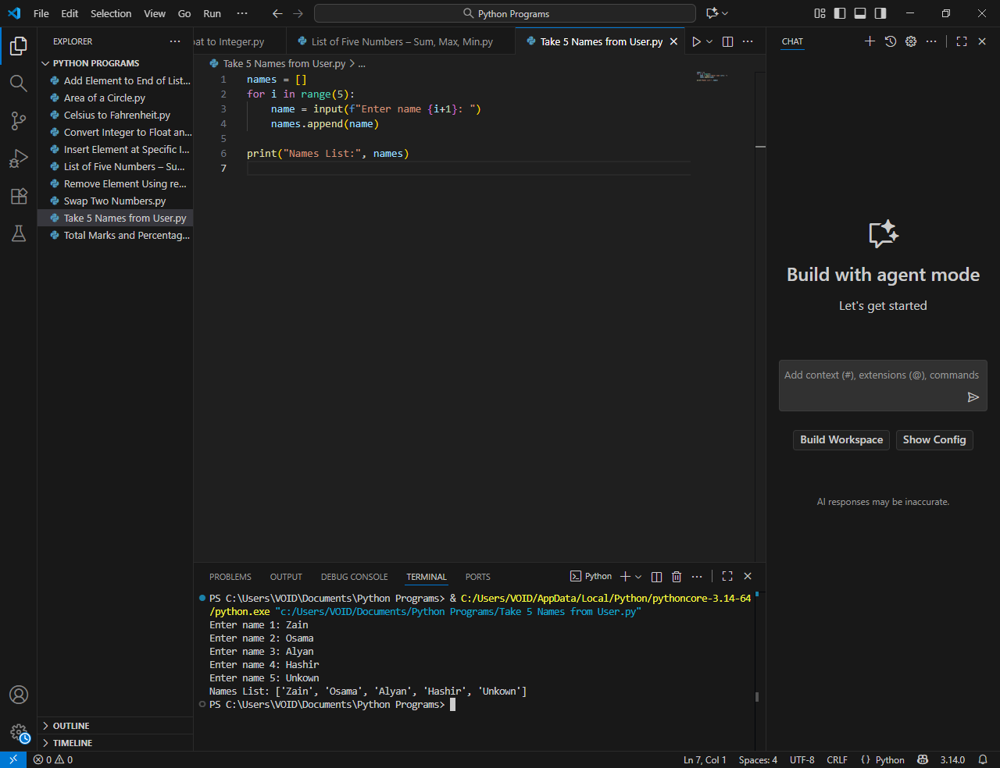 File Edit Selection View Go Run ··· Python Programs
EXPLORER ···
PYTHON PROGRAMS
Add Element to End of List...
Area of a Circle.py
Celsius to Fahrenheit.py
Convert Integer to Float an...
Insert Element at Specific I...
List of Five Numbers – Su...
Remove Element Using re...
Swap Two Numbers.py
Take 5 Names from User.py
Total Marks and Percentag...
OUTLINE
TIMELINE
oat to Integer.py List of Five Numbers – Sum, Max, Min.py Take 5 Names from User.py ···
Take 5 Names from User.py > ...
1 names = []
2 for i in range(5):
3 name = input(f"Enter name {i+1}: ")
4 names.append(name)
5
6 print("Names List:", names)
7
PROBLEMS OUTPUT DEBUG CONSOLE TERMINAL PORTS Python ···
PS C:\Users\VOID\Documents\Python Programs> & C:/Users/VOID/AppData/Local/Python/pythoncore-3.14-64
/python.exe "c:/Users/VOID/Documents/Python Programs/Take 5 Names from User.py"
Enter name 1: Zain
Enter name 2: Osama
Enter name 3: Alyan
Enter name 4: Hashir
Enter name 5: Unkown
Names List: ['Zain', 'Osama', 'Alyan', 'Hashir', 'Unkown']
PS C:\Users\VOID\Documents\Python Programs>
CHAT ···
Build with agent mode
Let's get started
Add context (#), extensions (@), commands
Build Workspace Show Config
AI responses may be inaccurate.
0 0 Ln 7, Col 1 Spaces: 4 UTF-8 CRLF {} Python 3.14.0